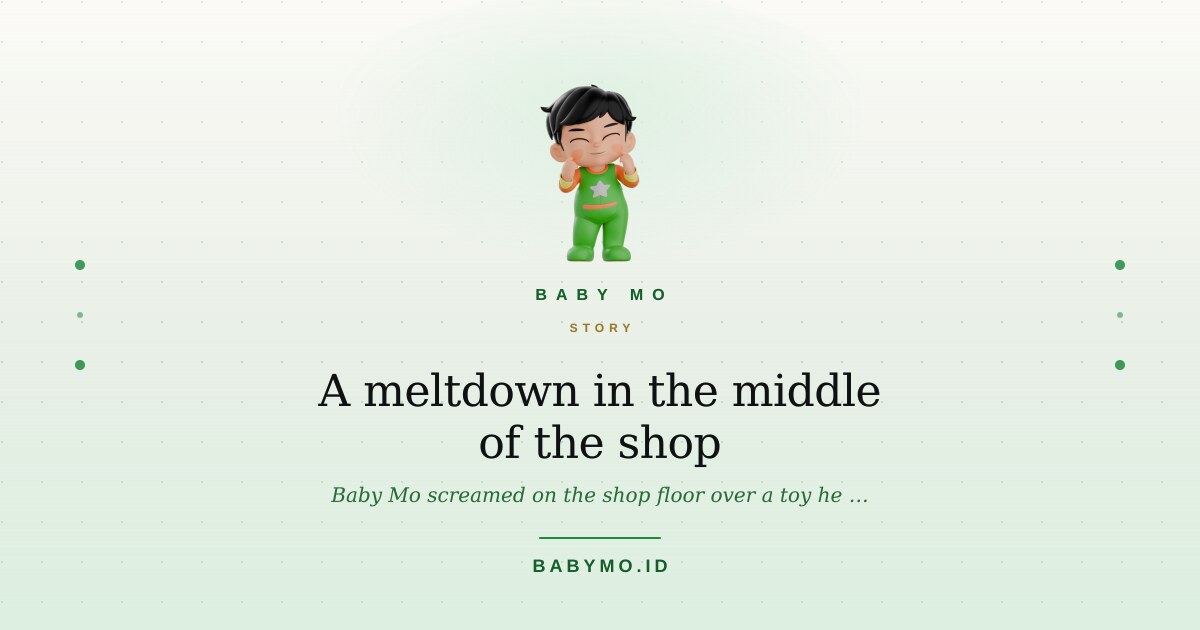 BABY MO
STORY
A meltdown in the middle
of the shop
Baby Mo screamed on the shop floor over a toy he …
BABYMO.ID